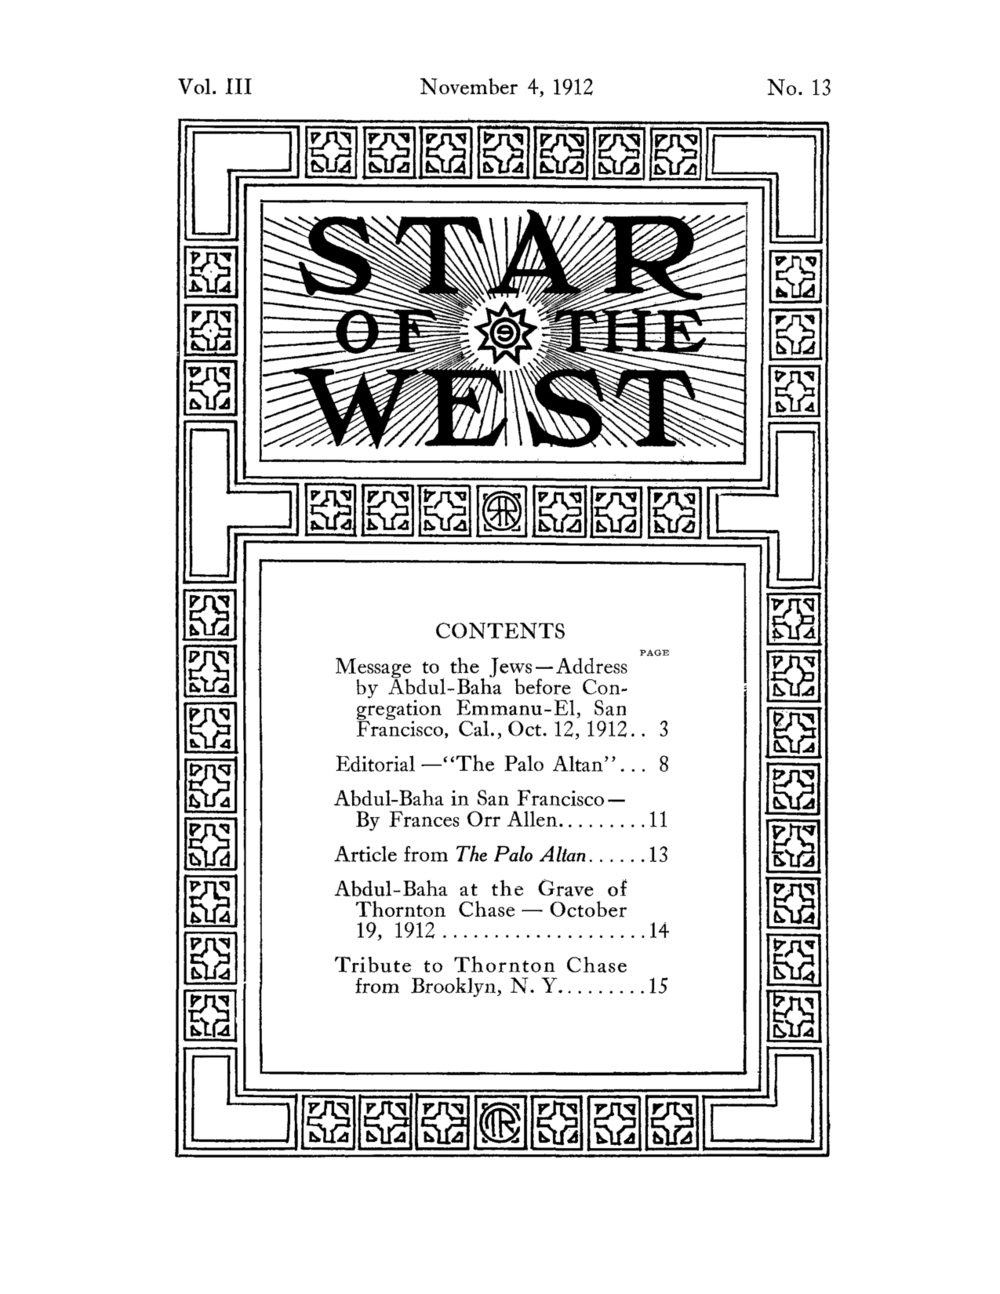 Vol. III November 4, 1912 No. 13
STAR
OF THE
WEST
CONTENTS
PAGE
Message to the Jews—Address
by Abdul-Baha before Con-
gregation Emmanu-El, San
Francisco, Cal., Oct. 12, 1912.. 3
Editorial —“The Palo Altan”... 8
Abdul-Baha in San Francisco—
By Frances Orr Allen.........11
Article from The Palo Altan......13
Abdul-Baha at the Grave of
Thornton Chase — October
19, 1912 ....................14
Tribute to Thornton Chase
from Brooklyn, N. Y.........15